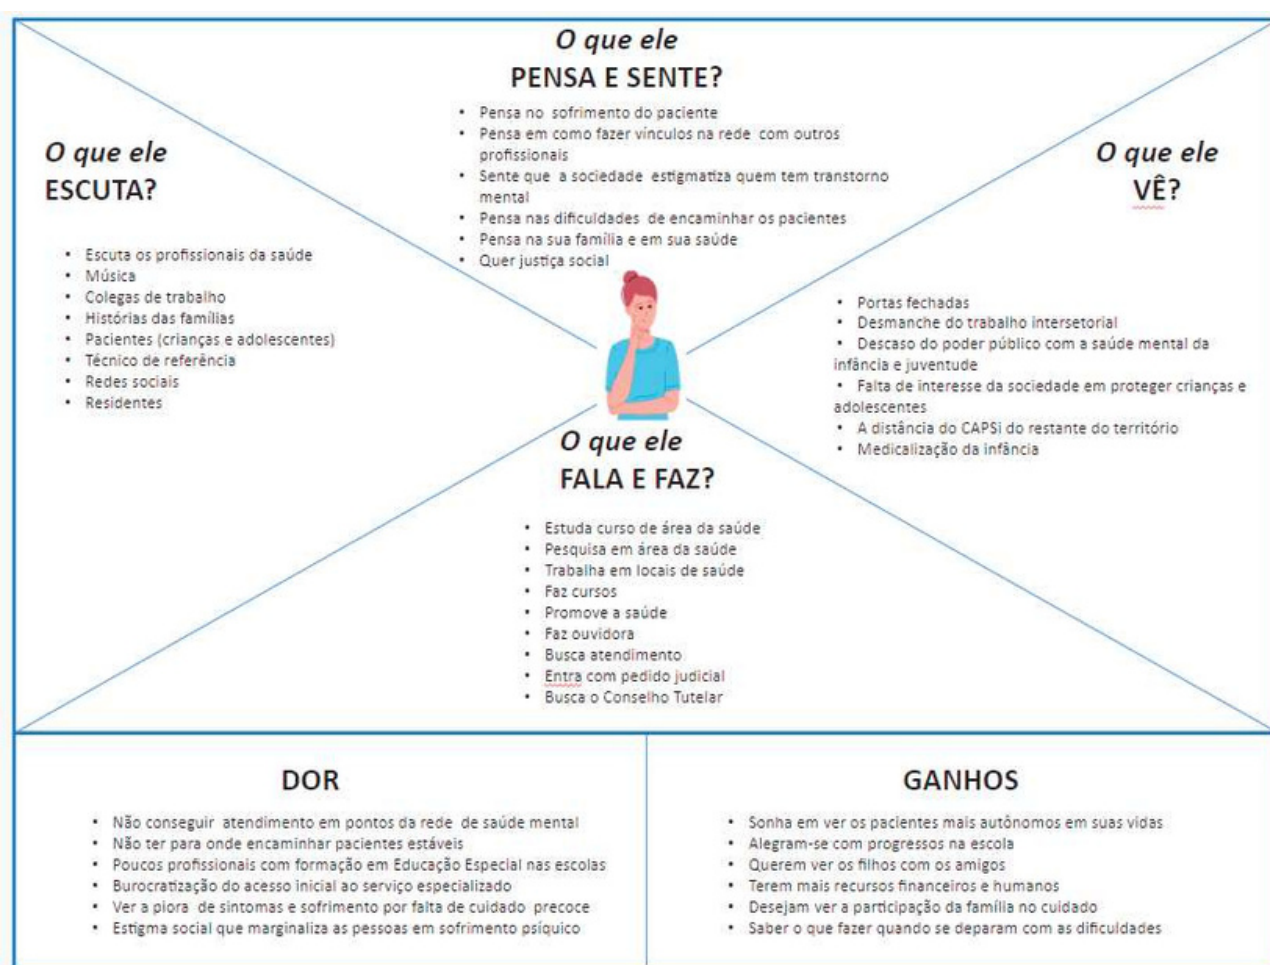 O que ele
PENSA E SENTE?
• Pensa no sofrimento do paciente
• Pensa em como fazer vínculos na rede com outros
profissionais
• Sente que a sociedade estigmatiza quem tem transtorno
mental
• Pensa nas dificuldades de encaminhar os pacientes
• Pensa na sua família e em sua saúde
• Quer justiça social
O que ele
ESCUTA?
• Escuta os profissionais da saúde
• Música
• Colegas de trabalho
• Histórias das famílias
• Pacientes (crianças e adolescentes)
• Técnico de referência
• Redes sociais
• Residentes
O que ele
VÊ?
• Portas fechadas
• Desmanche do trabalho intersetorial
• Descaso do poder público com a saúde mental da
infância e juventude
• Falta de interesse da sociedade em proteger crianças e
adolescentes
• A distância do CAPSi do restante do território
• Medicalização da infância
O que ele
FALA E FAZ?
• Estuda curso de área da saúde
• Pesquisa em área da saúde
• Trabalha em locais de saúde
• Faz cursos
• Promove a saúde
• Faz ouvidora
• Busca atendimento
• Entra com pedido judicial
• Busca o Conselho Tutelar
DOR
• Não conseguir atendimento em pontos da rede de saúde mental
• Não ter para onde encaminhar pacientes estáveis
• Poucos profissionais com formação em Educação Especial nas escolas
• Burocratização do acesso inicial ao serviço especializado
• Ver a piora de sintomas e sofrimento por falta de cuidado precoce
• Estigma social que marginaliza as pessoas em sofrimento psíquico
GANHOS
• Sonha em ver os pacientes mais autônomos em suas vidas
• Alegram-se com progressos na escola
• Querem ver os filhos com os amigos
• Terem mais recursos financeiros e humanos
• Desejam ver a participação da família no cuidado
• Saber o que fazer quando se deparam com as dificuldades